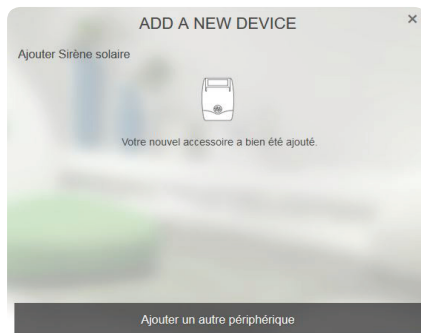 ADD A NEW DEVICE
×
Ajouter Sirène solaire
Votre nouvel accessoire a bien été ajouté.
Ajouter un autre périphérique